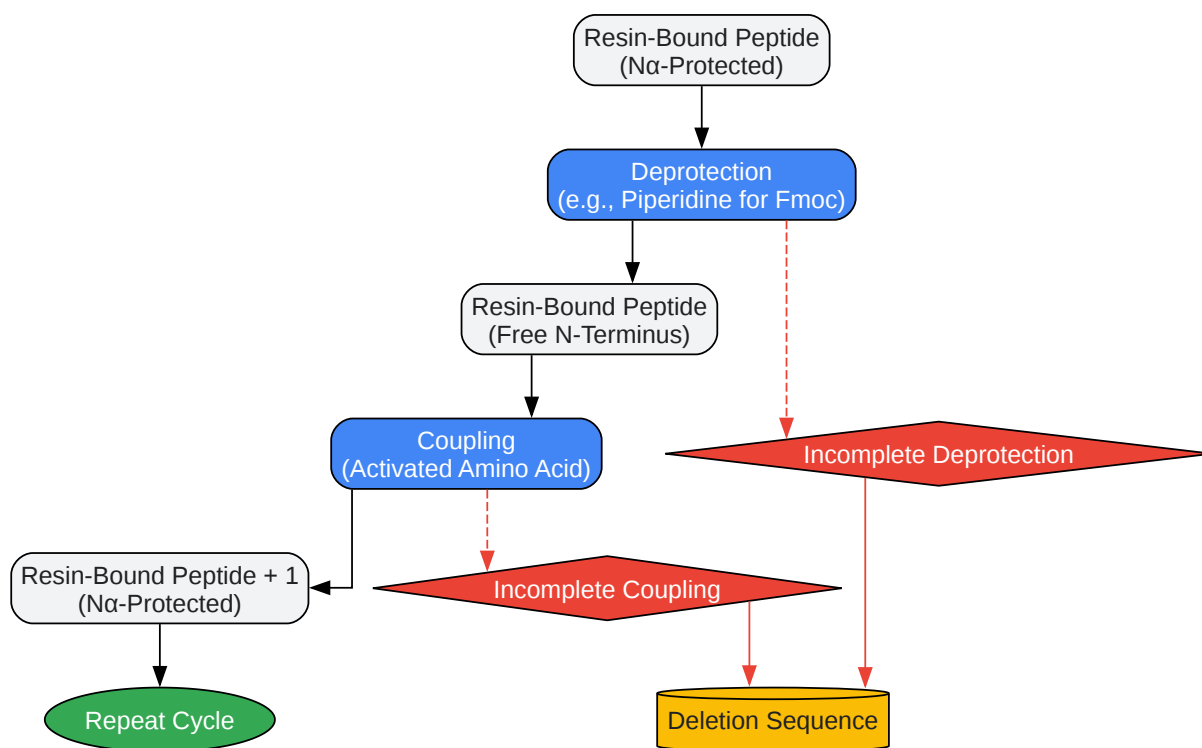 Resin-Bound Peptide
(Nα-Protected)
Deprotection
(e.g., Piperidine for Fmoc)
Resin-Bound Peptide
(Free N-Terminus)
Coupling
(Activated Amino Acid)
Incomplete Deprotection
Resin-Bound Peptide + 1
(Nα-Protected)
Incomplete Coupling
Repeat Cycle
Deletion Sequence